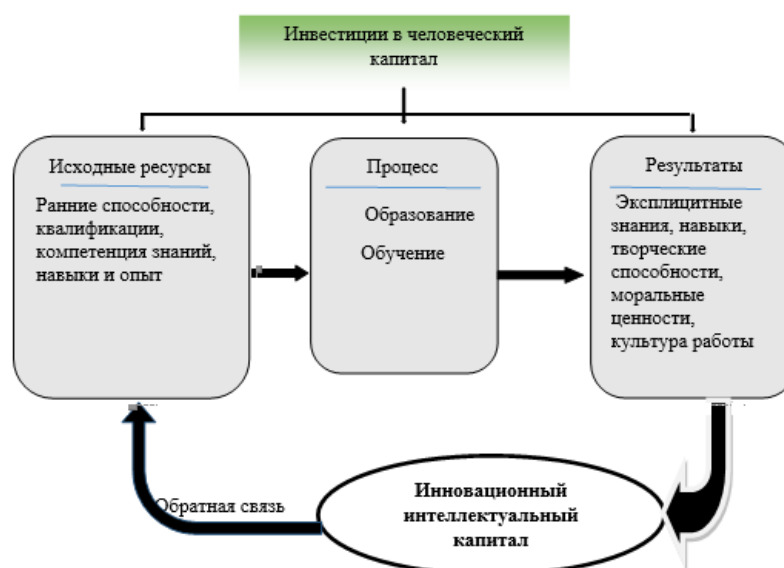 Инвестиции в человеческий
капитал
Исходные ресурсы
Ранние способности,
квалификации,
компетенция знаний,
навыки и опыт
Процесс
Образование
Обучение
Результаты
Эксплицитные
знания, навыки,
творческие
способности,
моральные
ценности,
культура работы
Инновационный
интеллектуальный
капитал
Обратная связь